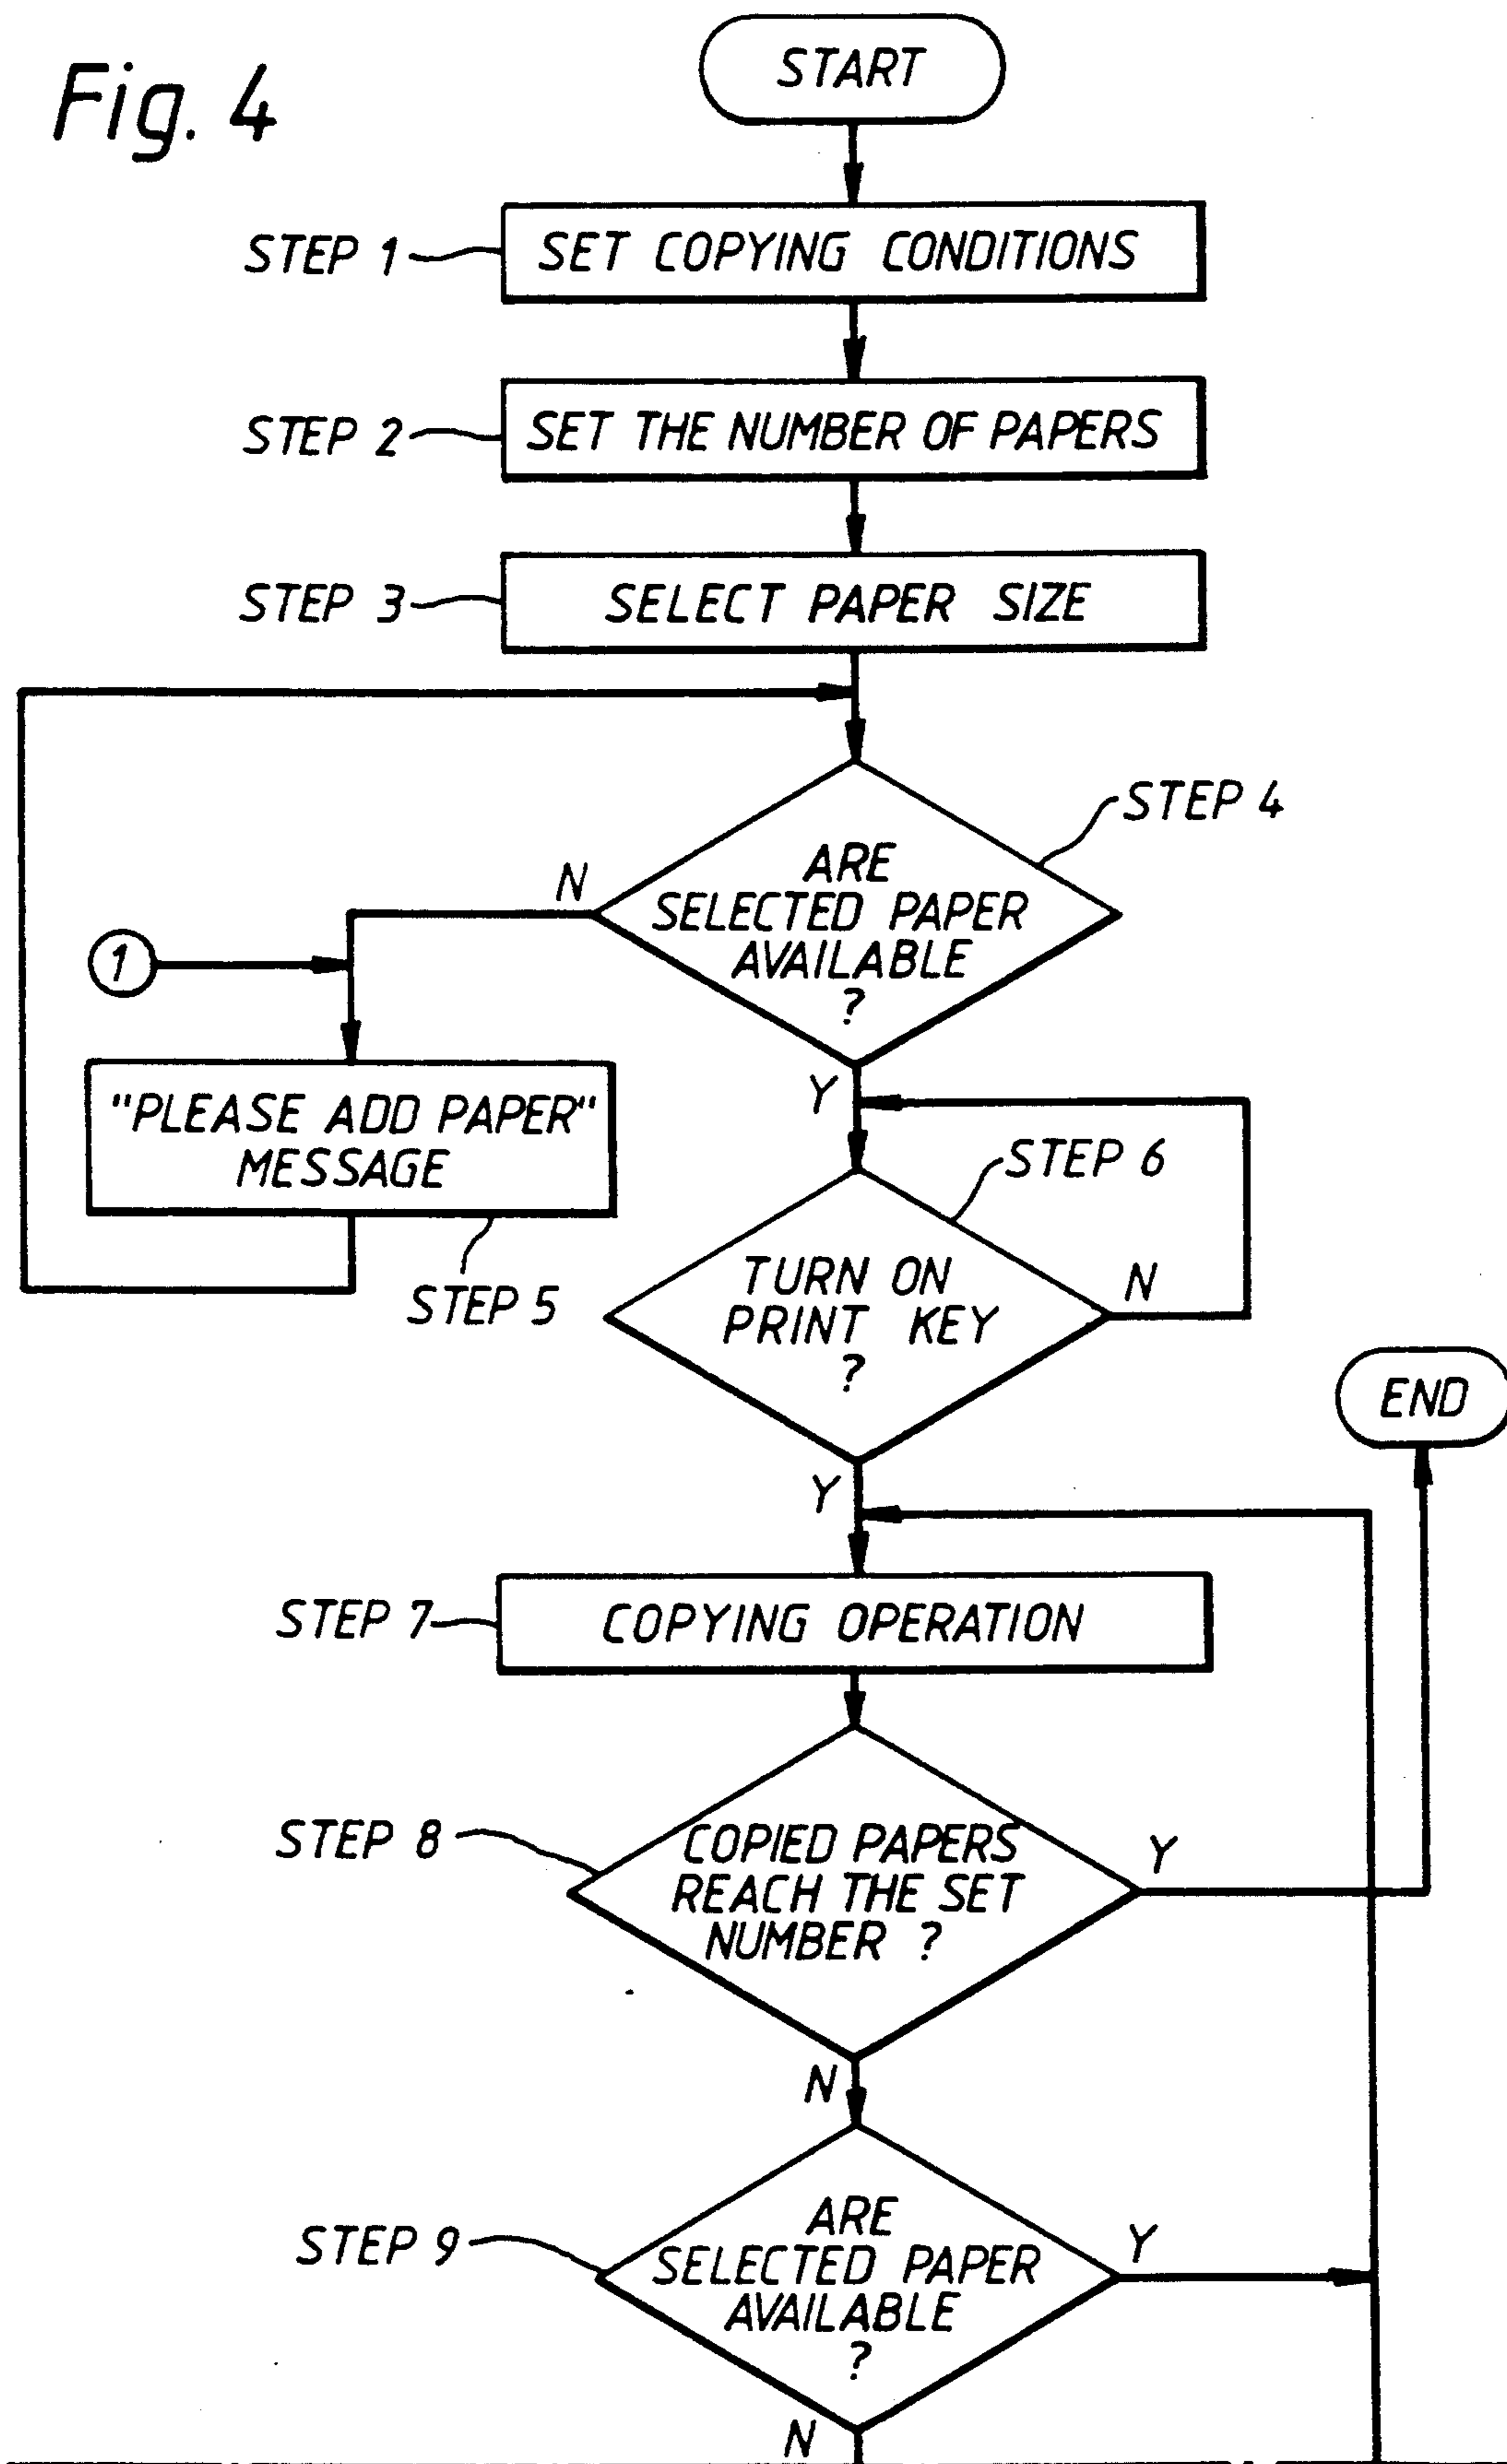 Fig. 4
START
STEP 1
SET COPYING CONDITIONS
STEP 2
SET THE NUMBER OF PAPERS
STEP 3
SELECT PAPER SIZE
STEP 4
ARE
SELECTED PAPER
AVAILABLE
?
N
Y
1
"PLEASE ADD PAPER"
MESSAGE
STEP 5
STEP 6
TURN ON
PRINT KEY
?
N
Y
END
STEP 7
COPYING OPERATION
STEP 8
COPIED PAPERS
REACH THE SET
NUMBER ?
Y
N
STEP 9
ARE
SELECTED PAPER
AVAILABLE
?
Y
N